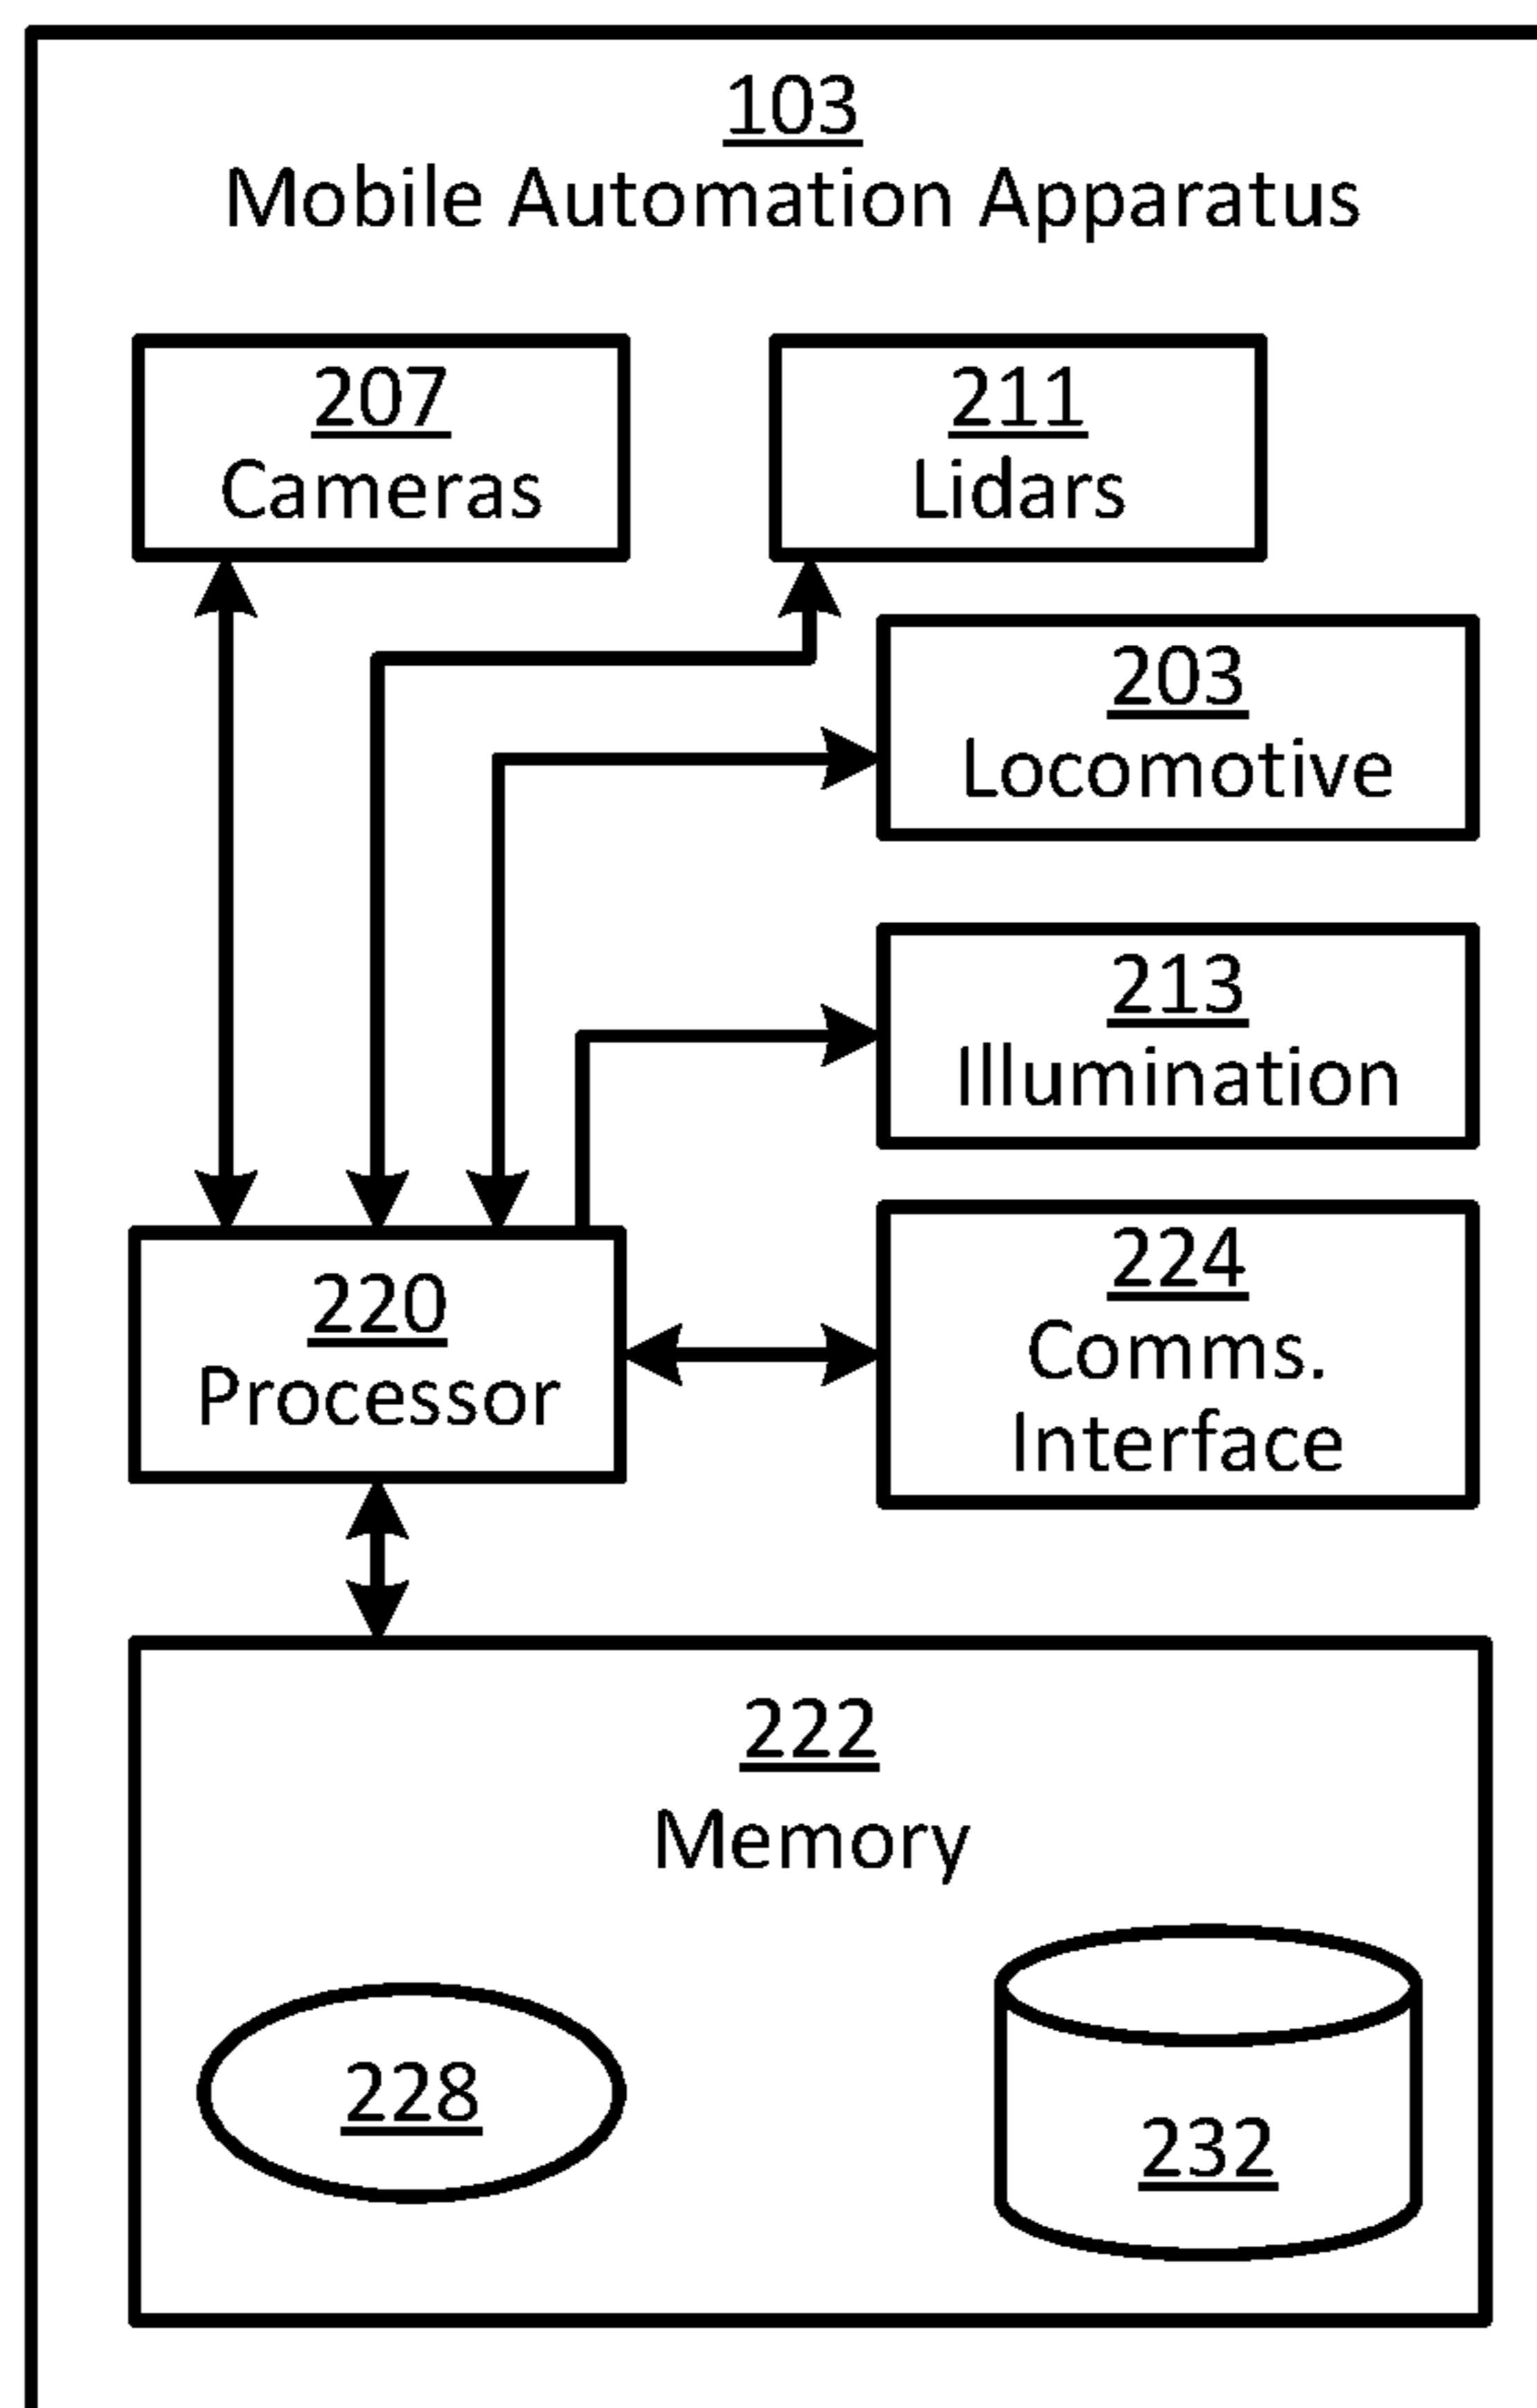 103
Mobile Automation Apparatus
207
Cameras
211
Lidars
203
Locomotive
213
Illumination
220
Processor
224
Comms.
Interface
222
Memory
228
232